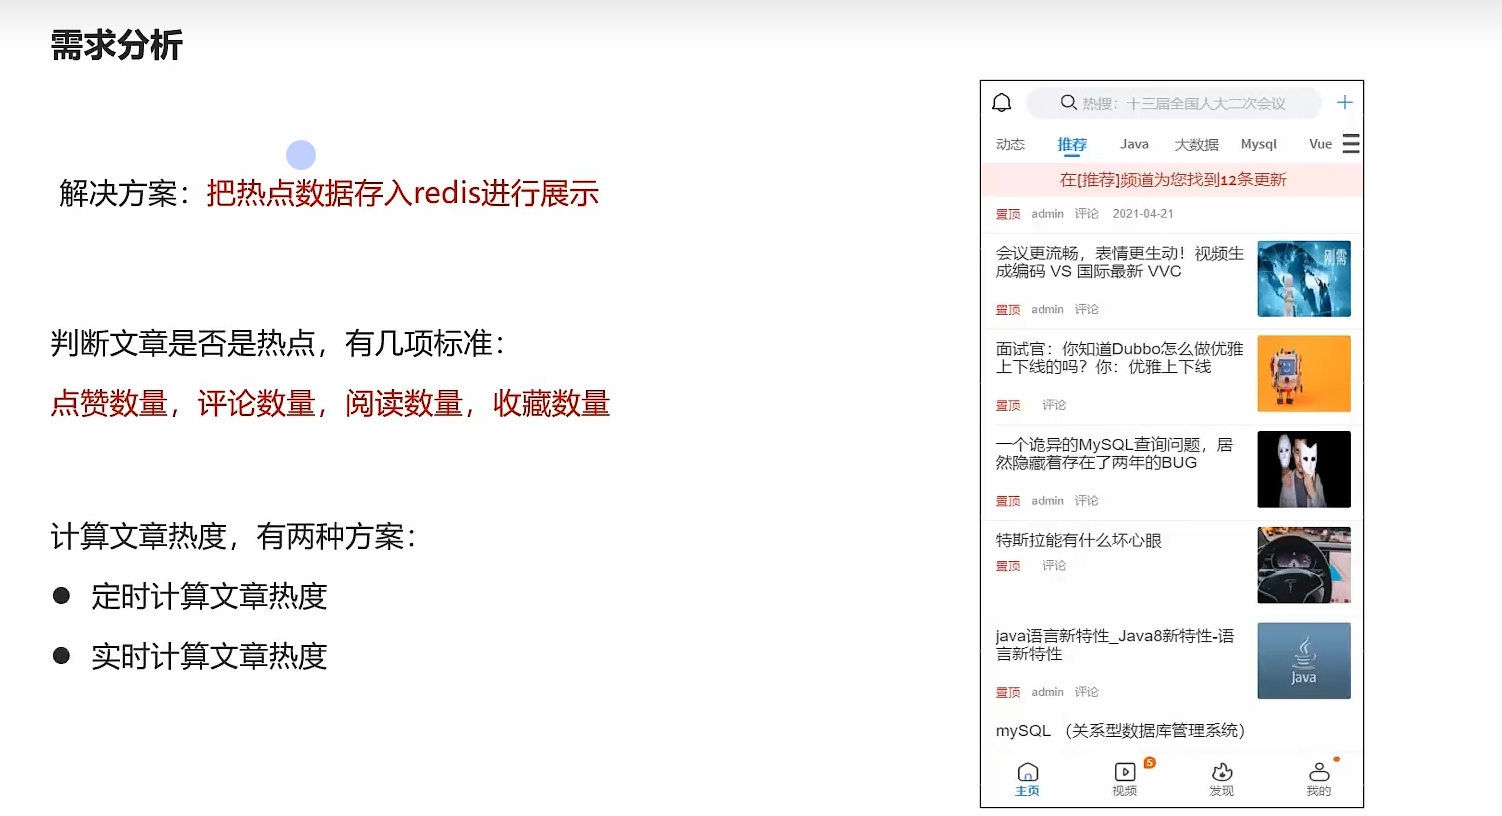 需求分析
解决方案：把热点数据存入redis进行展示
判断文章是否是热点，有几项标准：
点赞数量，评论数量，阅读数量，收藏数量
计算文章热度，有两种方案：
● 定时计算文章热度
● 实时计算文章热度
热搜：十三届全国人大二次会议
动态 推荐 Java 大数据 Mysql Vue
在[推荐]频道为您找到12条更新
置顶 admin 评论 2021-04-21
会议更流畅，表情更生动！视频生
成编码 VS 国际最新 VVC
刚需
置顶 admin 评论
面试官：你知道Dubbo怎么做优雅
上下线的吗？你：优雅上下线
置顶 评论
一个诡异的MySQL查询问题，居
然隐藏着存在了两年的BUG
置顶 admin 评论
特斯拉能有什么坏心眼
置顶 评论
java语言新特性_Java8新特性-语
言新特性
Java
置顶 admin 评论
mySQL （关系型数据库管理系统）
5
主页 视频 发现 我的